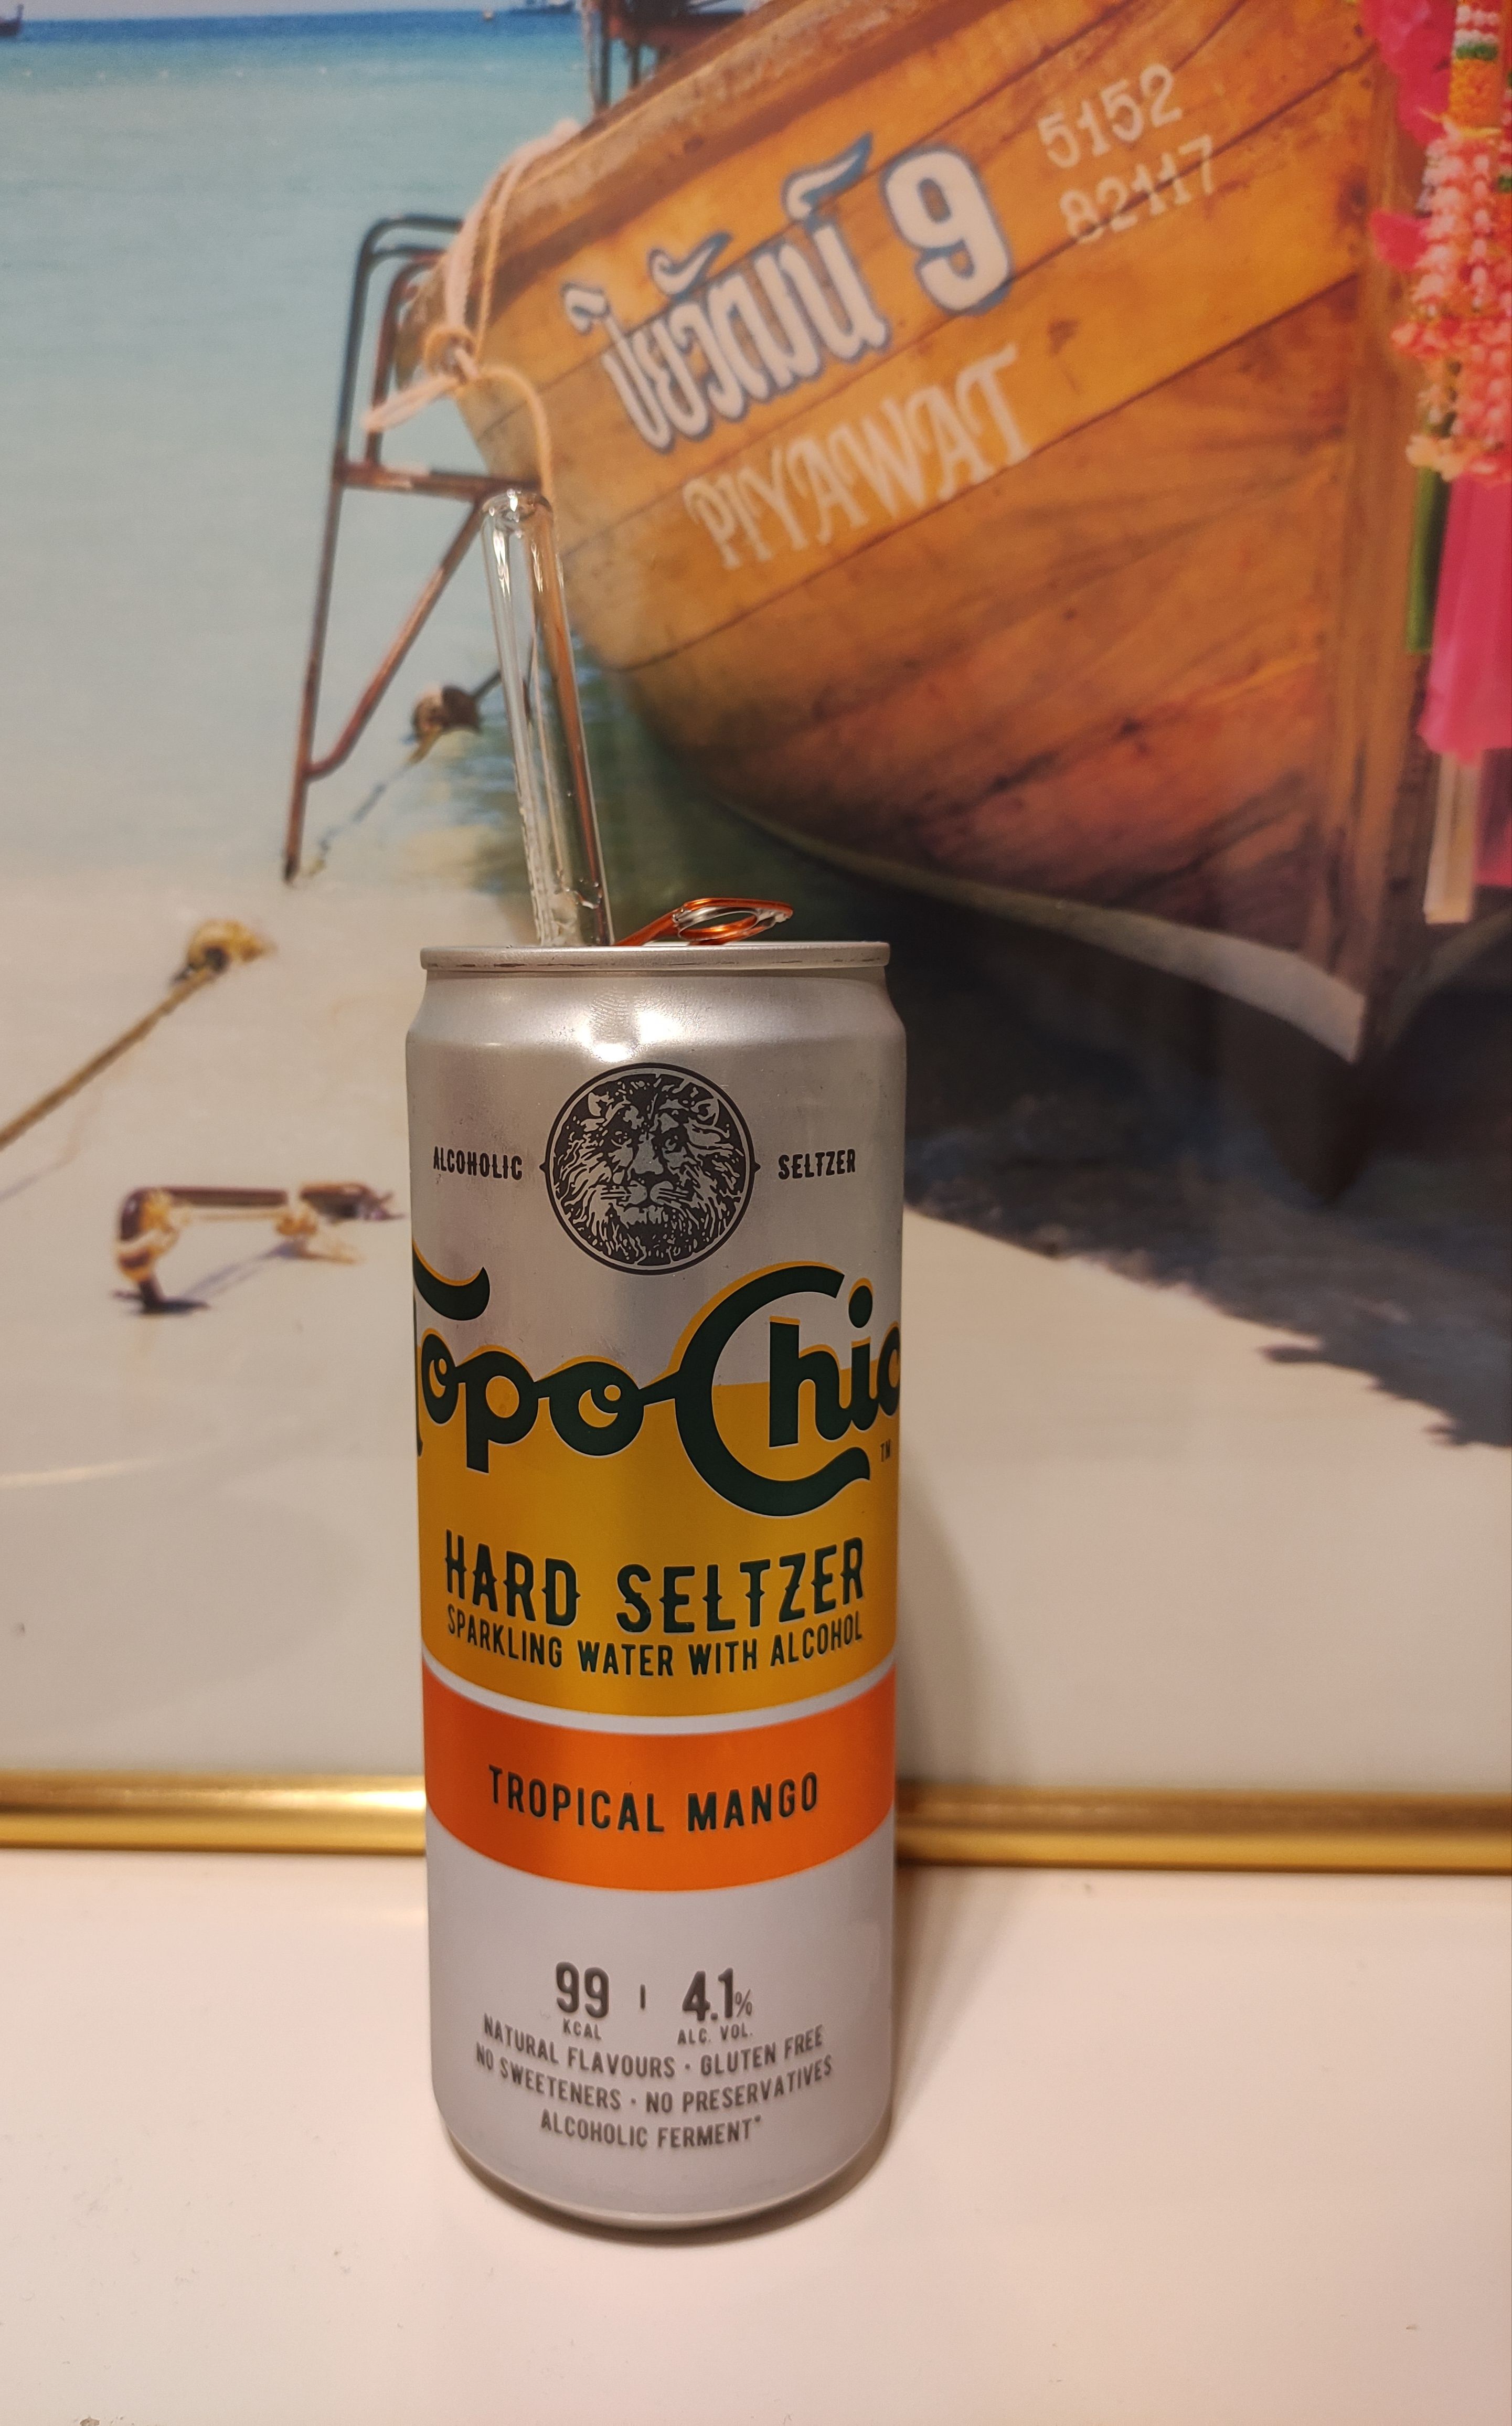 5152
82117
ปิยวัฒน์ 9
PIYAWAT
ALCOHOLIC SELTZER
Topo Chico
TM
HARD SELTZER
SPARKLING WATER WITH ALCOHOL
TROPICAL MANGO
99 | 4.1%
KCAL ALC. VOL.
NATURAL FLAVOURS · GLUTEN FREE
NO SWEETENERS · NO PRESERVATIVES
ALCOHOLIC FERMENT*